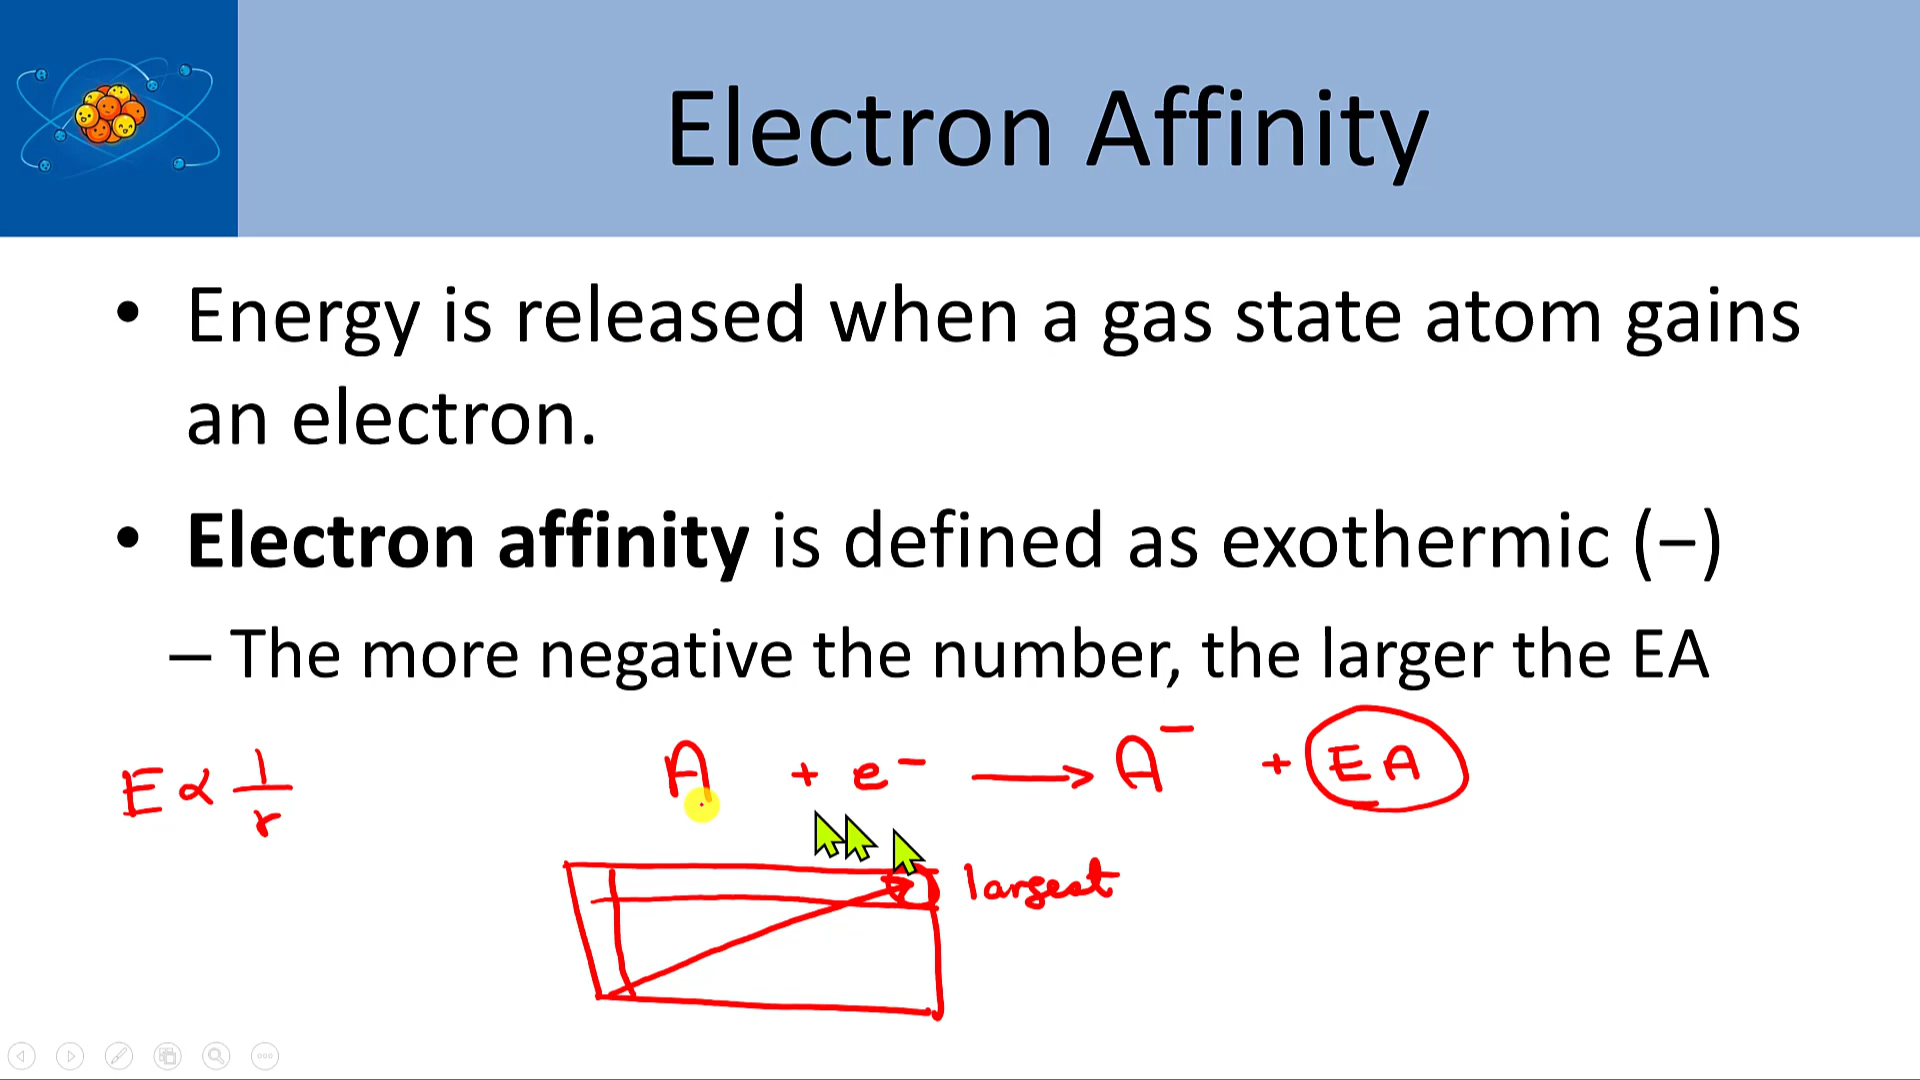 Electron Affinity
• Energy is released when a gas state atom gains
an electron.
• Electron affinity is defined as exothermic (−)
– The more negative the number, the larger the EA
E ∝ 1/r
A + e⁻ ⟶ A⁻ + EA
largest